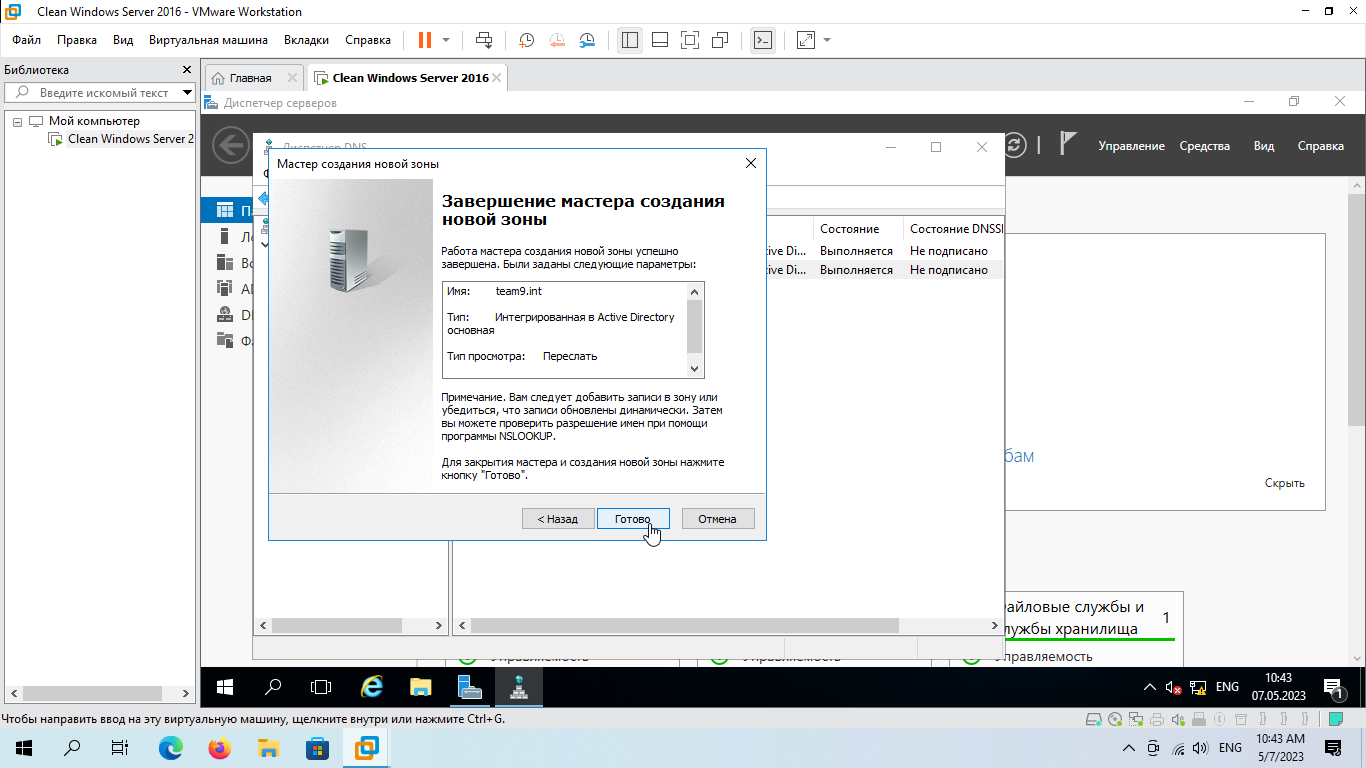 Clean Windows Server 2016 - VMware Workstation
Файл Правка Вид Виртуальная машина Вкладки Справка
Библиотека
Введите искомый текст
Мой компьютер
Clean Windows Server 2
Главная
Clean Windows Server 2016
Диспетчер серверов
Управление Средства Вид Справка
Диспетчер DNS
Мастер создания новой зоны
Завершение мастера создания
новой зоны
Работа мастера создания новой зоны успешно
завершена. Были заданы следующие параметры:
Имя: team9.int
Тип: Интегрированная в Active Directory
основная
Тип просмотра: Переслать
Примечание. Вам следует добавить записи в зону или
убедиться, что записи обновлены динамически. Затем
вы можете проверить разрешение имен при помощи
программы NSLOOKUP.
Для закрытия мастера и создания новой зоны нажмите
кнопку "Готово".
< Назад Готово Отмена
Состояние Состояние DNSSI
tive Di... Выполняется Не подписано
tive Di... Выполняется Не подписано
бам
Скрыть
айловые службы и
лужбы хранилища
1
Управляемость Управляемость Управляемость
ENG
10:43
07.05.2023
1
Чтобы направить ввод на эту виртуальную машину, щелкните внутри или нажмите Ctrl+G.
ENG
10:43 AM
5/7/2023